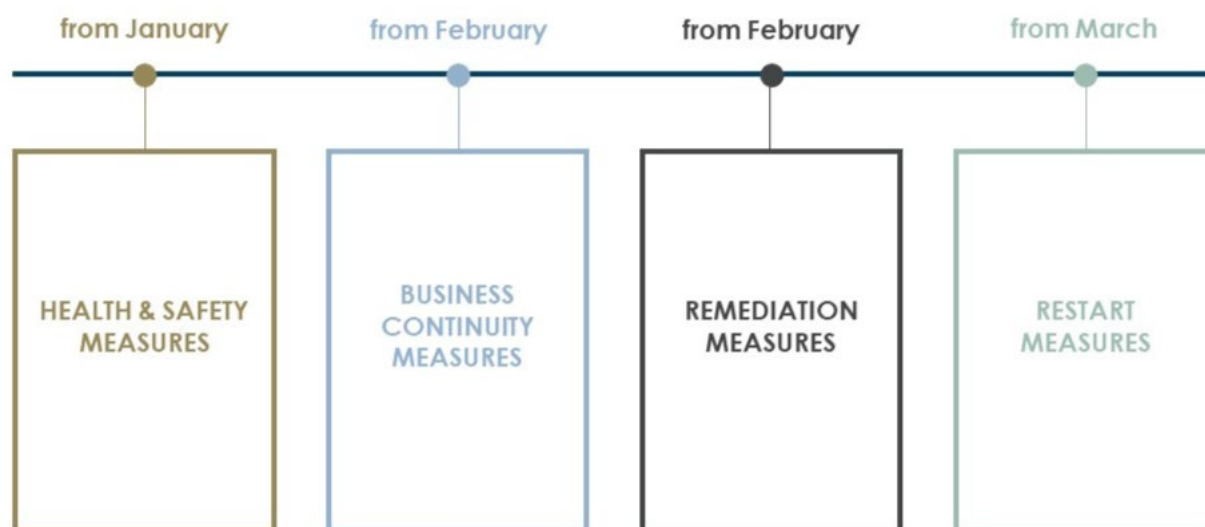 from January
from February
from February
from March
HEALTH & SAFETY
MEASURES
BUSINESS
CONTINUITY
MEASURES
REMEDIATION
MEASURES
RESTART
MEASURES